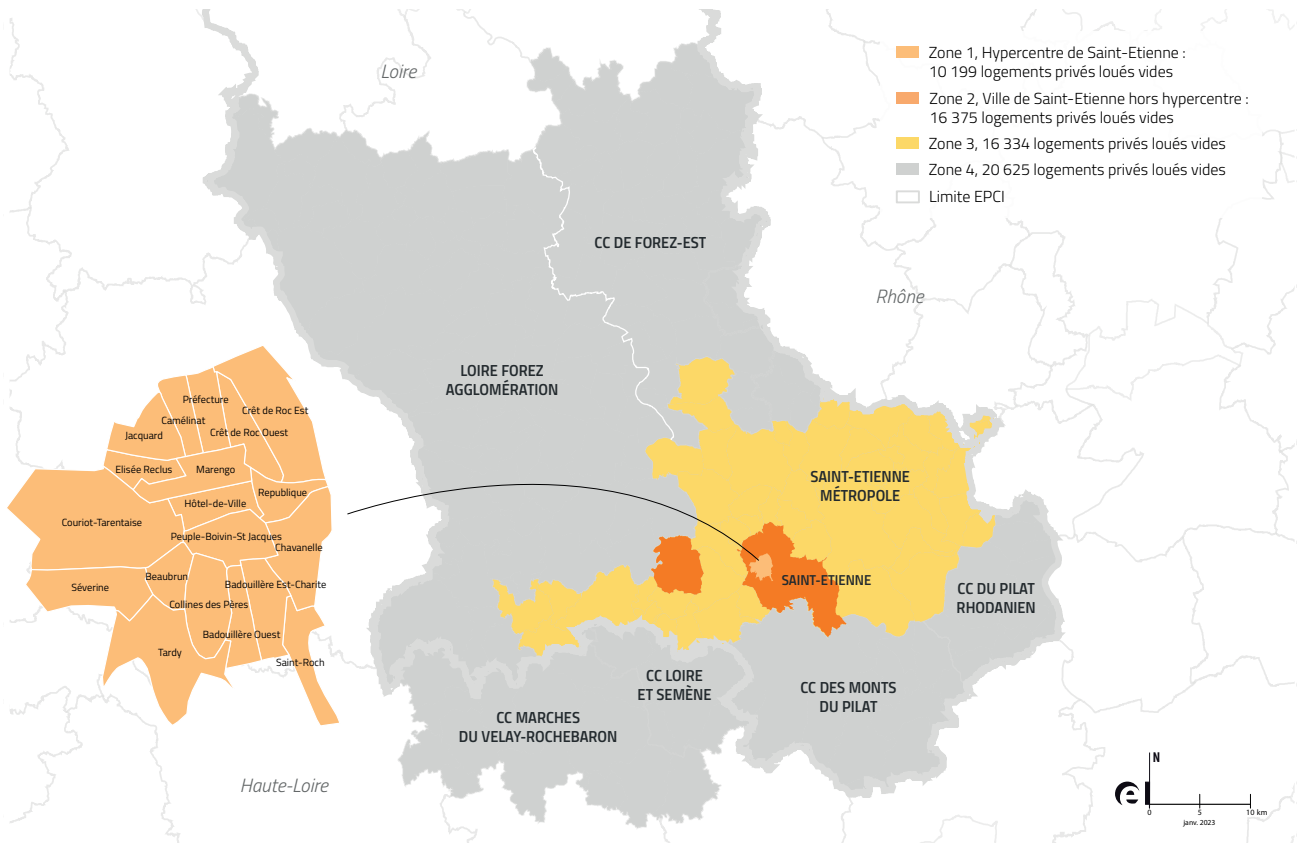 Loire
Zone 1, Hypercentre de Saint-Etienne :
10 199 logements privés loués vides
Zone 2, Ville de Saint-Etienne hors hypercentre :
16 375 logements privés loués vides
Zone 3, 16 334 logements privés loués vides
Zone 4, 20 625 logements privés loués vides
Limite EPCI
CC DE FOREZ-EST
Rhône
LOIRE FOREZ
AGGLOMÉRATION
Préfecture
Crêt de Roc Est
Camélinat
Crêt de Roc Ouest
Jacquard
Elisée Reclus
Marengo
Republique
Hôtel-de-Ville
Couriot-Tarentaise
Peuple-Boivin-St Jacques
Chavanelle
Beaubrun
Badouillère Est-Charite
Séverine
Collines des Pères
Badouillère Ouest
Tardy
Saint-Roch
SAINT-ETIENNE
MÉTROPOLE
SAINT-ETIENNE
CC DU PILAT
RHODANIEN
CC LOIRE
ET SEMÈNE
CC DES MONTS
DU PILAT
CC MARCHES
DU VELAY-ROCHEBARON
Haute-Loire
N
0 5 10 km
janv. 2023